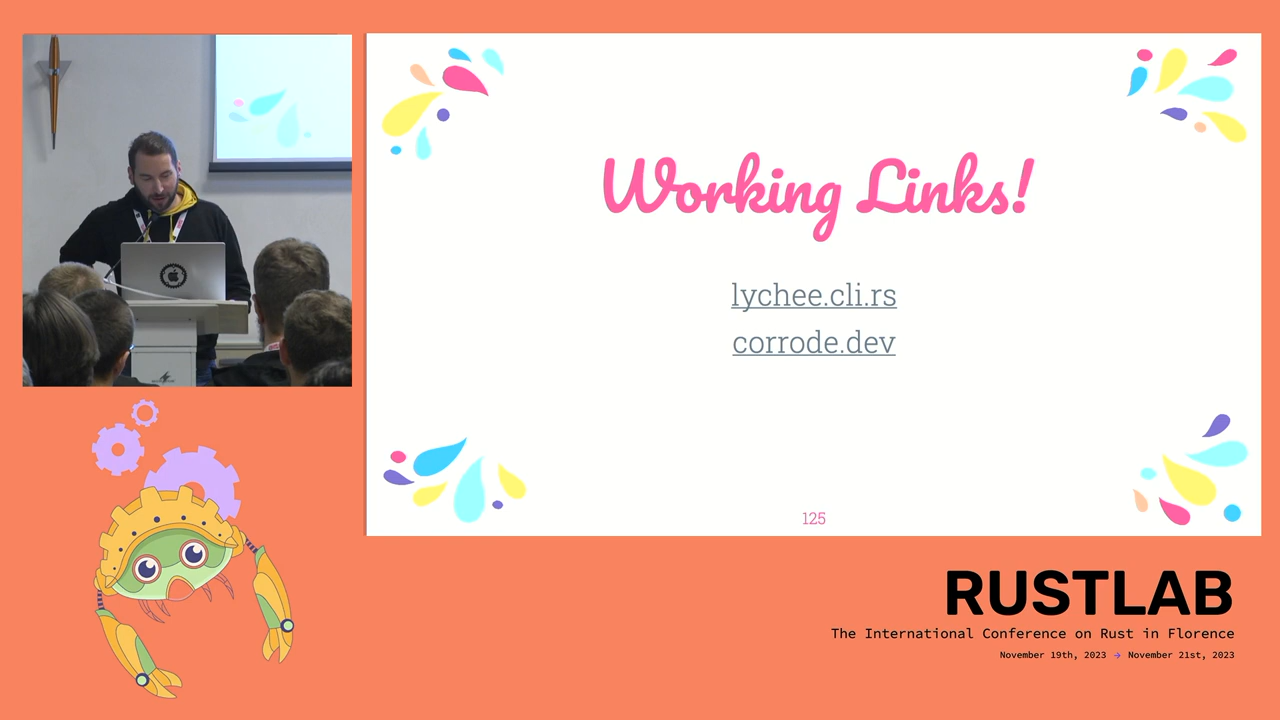 Working Links!
lychee.cli.rs
corrode.dev
125
RUSTLAB
The International Conference on Rust in Florence
November 19th, 2023 → November 21st, 2023